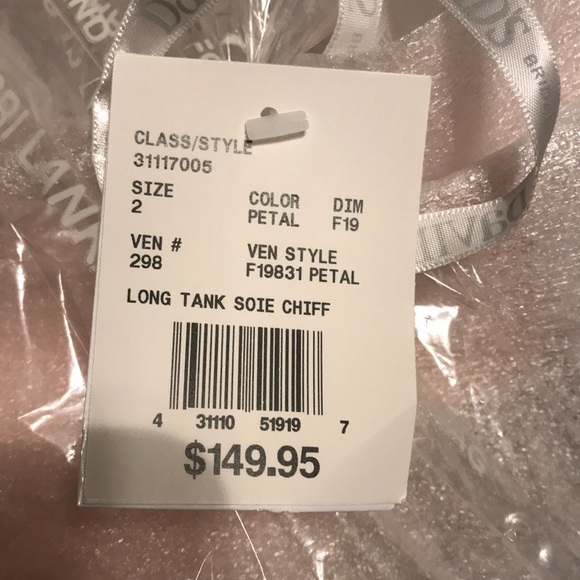 CLASS/STYLE
31117005
SIZE COLOR DIM
2 PETAL F19
VEN # VEN STYLE
298 F19831 PETAL
LONG TANK SOIE CHIFF
4 31110 51919 7
$149.95